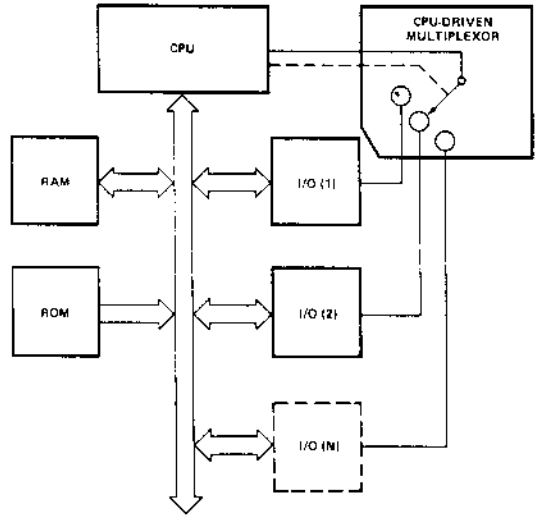 CPU
CPU-DRIVEN
MULTIPLEXOR
RAM
I/O (1)
ROM
I/O (2)
I/O (N)